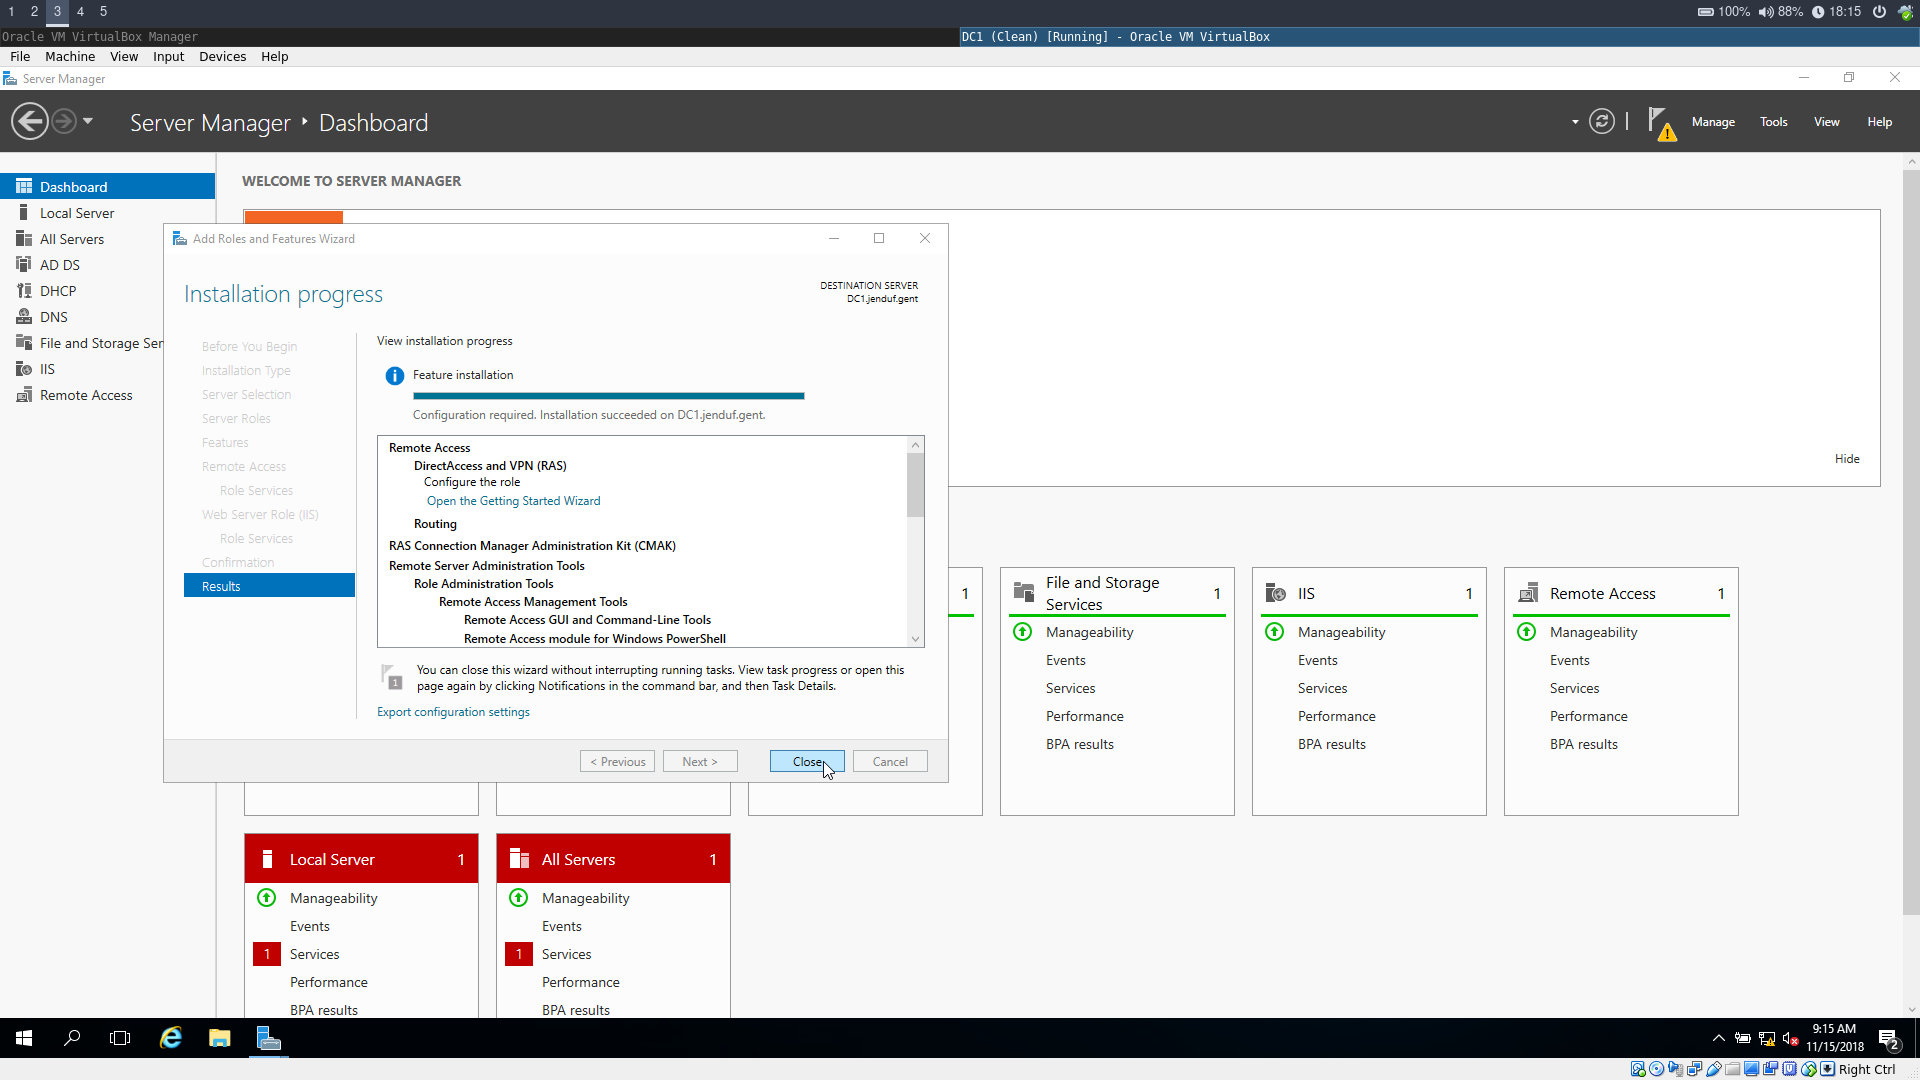 1 2 3 4 5
100% 88% 18:15
Oracle VM VirtualBox Manager
DC1 (Clean) [Running] - Oracle VM VirtualBox
File Machine View Input Devices Help
Server Manager
Server Manager Dashboard
Manage Tools View Help
Dashboard
Local Server
All Servers
AD DS
DHCP
DNS
File and Storage Ser
IIS
Remote Access
WELCOME TO SERVER MANAGER
Hide
Add Roles and Features Wizard
Installation progress
DESTINATION SERVER
DC1.jenduf.gent
Before You Begin
Installation Type
Server Selection
Server Roles
Features
Remote Access
Role Services
Web Server Role (IIS)
Role Services
Confirmation
Results
View installation progress
Feature installation
Configuration required. Installation succeeded on DC1.jenduf.gent.
Remote Access
DirectAccess and VPN (RAS)
Configure the role
Open the Getting Started Wizard
Routing
RAS Connection Manager Administration Kit (CMAK)
Remote Server Administration Tools
Role Administration Tools
Remote Access Management Tools
Remote Access GUI and Command-Line Tools
Remote Access module for Windows PowerShell
1
You can close this wizard without interrupting running tasks. View task progress or open this
page again by clicking Notifications in the command bar, and then Task Details.
Export configuration settings
< Previous Next > Close Cancel
1
File and Storage
Services 1
Manageability
Events
Services
Performance
BPA results
IIS 1
Manageability
Events
Services
Performance
BPA results
Remote Access 1
Manageability
Events
Services
Performance
BPA results
Local Server 1
Manageability
Events
1 Services
Performance
BPA results
All Servers 1
Manageability
Events
1 Services
Performance
BPA results
9:15 AM
11/15/2018
2
Right Ctrl